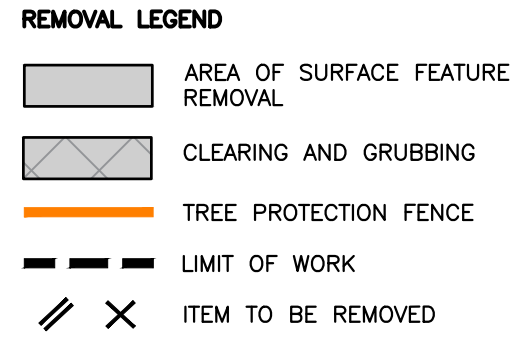 REMOVAL LEGEND
AREA OF SURFACE FEATURE
REMOVAL
CLEARING AND GRUBBING
TREE PROTECTION FENCE
LIMIT OF WORK
ITEM TO BE REMOVED